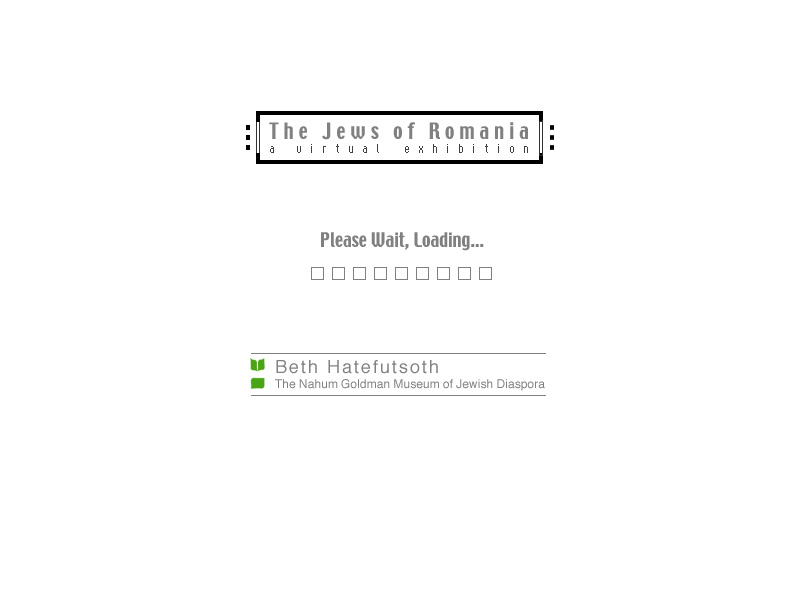 The Jews of Romania
a virtual exhibition
Please Wait, Loading...
Beth Hatefutsoth
The Nahum Goldman Museum of Jewish Diaspora